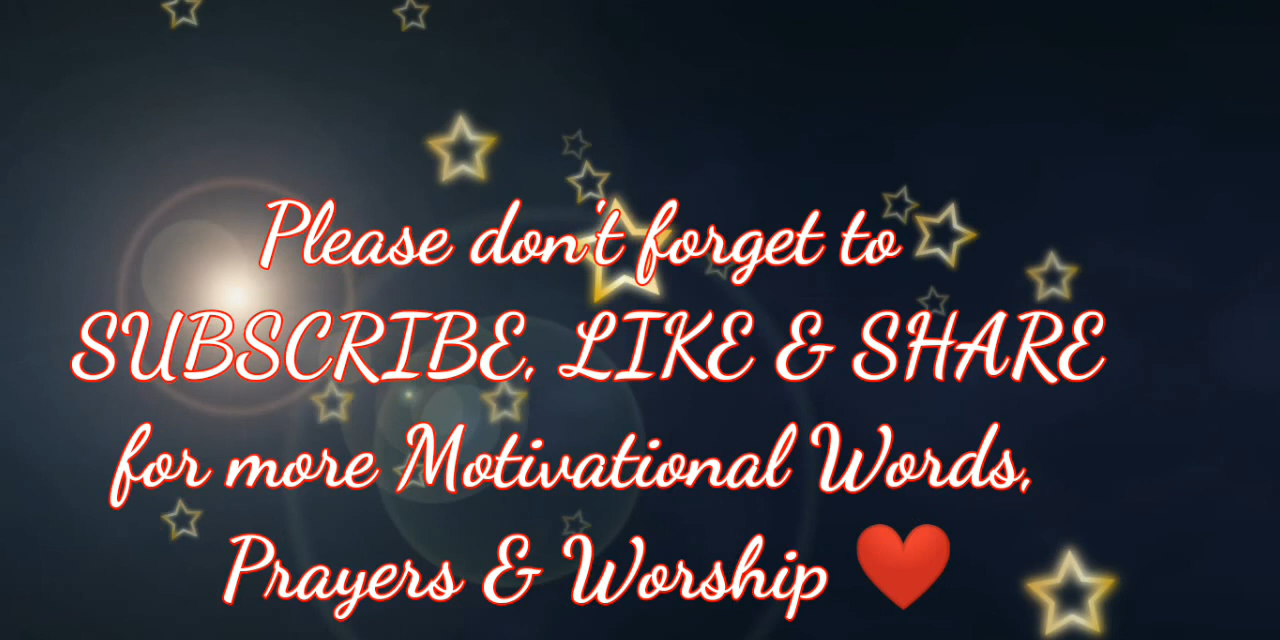 Please don't forget to
SUBSCRIBE, LIKE & SHARE
for more Motivational Words,
Prayers & Worship ❤️